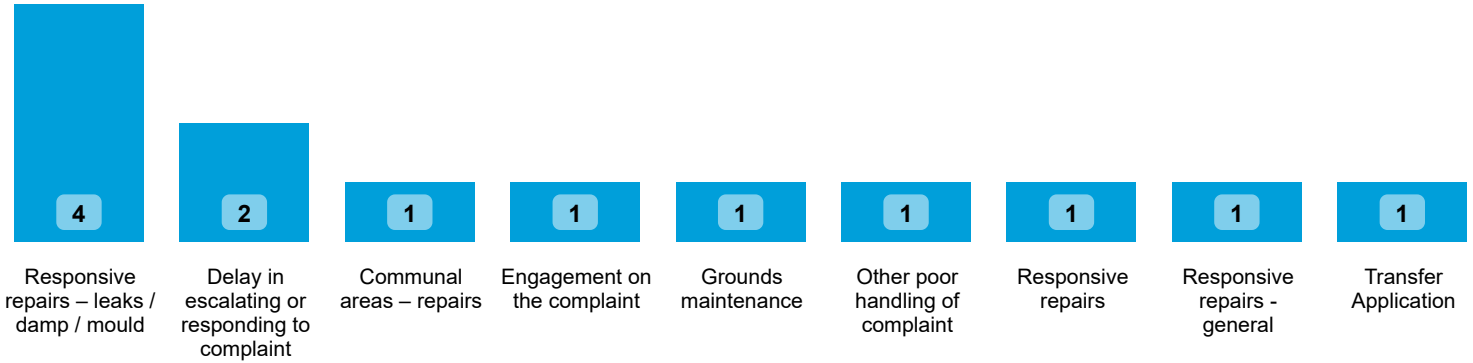 4
2
1
1
1
1
1
1
1
Responsive
repairs – leaks /
damp / mould
Delay in
escalating or
responding to
complaint
Communal
areas – repairs
Engagement on
the complaint
Grounds
maintenance
Other poor
handling of
complaint
Responsive
repairs
Responsive
repairs -
general
Transfer
Application